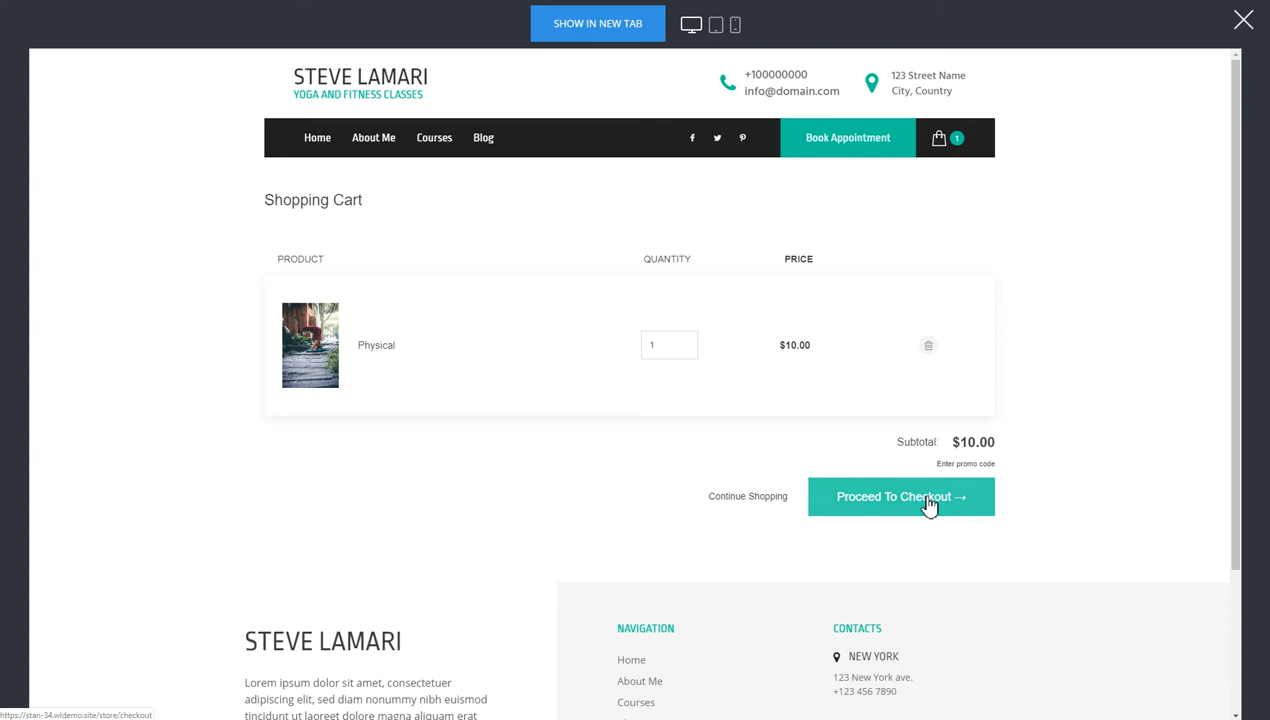 SHOW IN NEW TAB
STEVE LAMARI
YOGA AND FITNESS CLASSES
+100000000
info@domain.com
123 Street Name
City, Country
Home About Me Courses Blog
Book Appointment
1
Shopping Cart
PRODUCT QUANTITY PRICE
Physical 1 $10.00
Subtotal: $10.00
Enter promo code
Continue Shopping
Proceed To Checkout →
STEVE LAMARI
Lorem ipsum dolor sit amet, consectetuer
adipiscing elit, sed diam nonummy nibh euismod
tincidunt ut laoreet dolore magna aliquam erat
NAVIGATION
Home
About Me
Courses
CONTACTS
NEW YORK
123 New York ave.
+123 456 7890
https://stan-34.wldemo.site/store/checkout